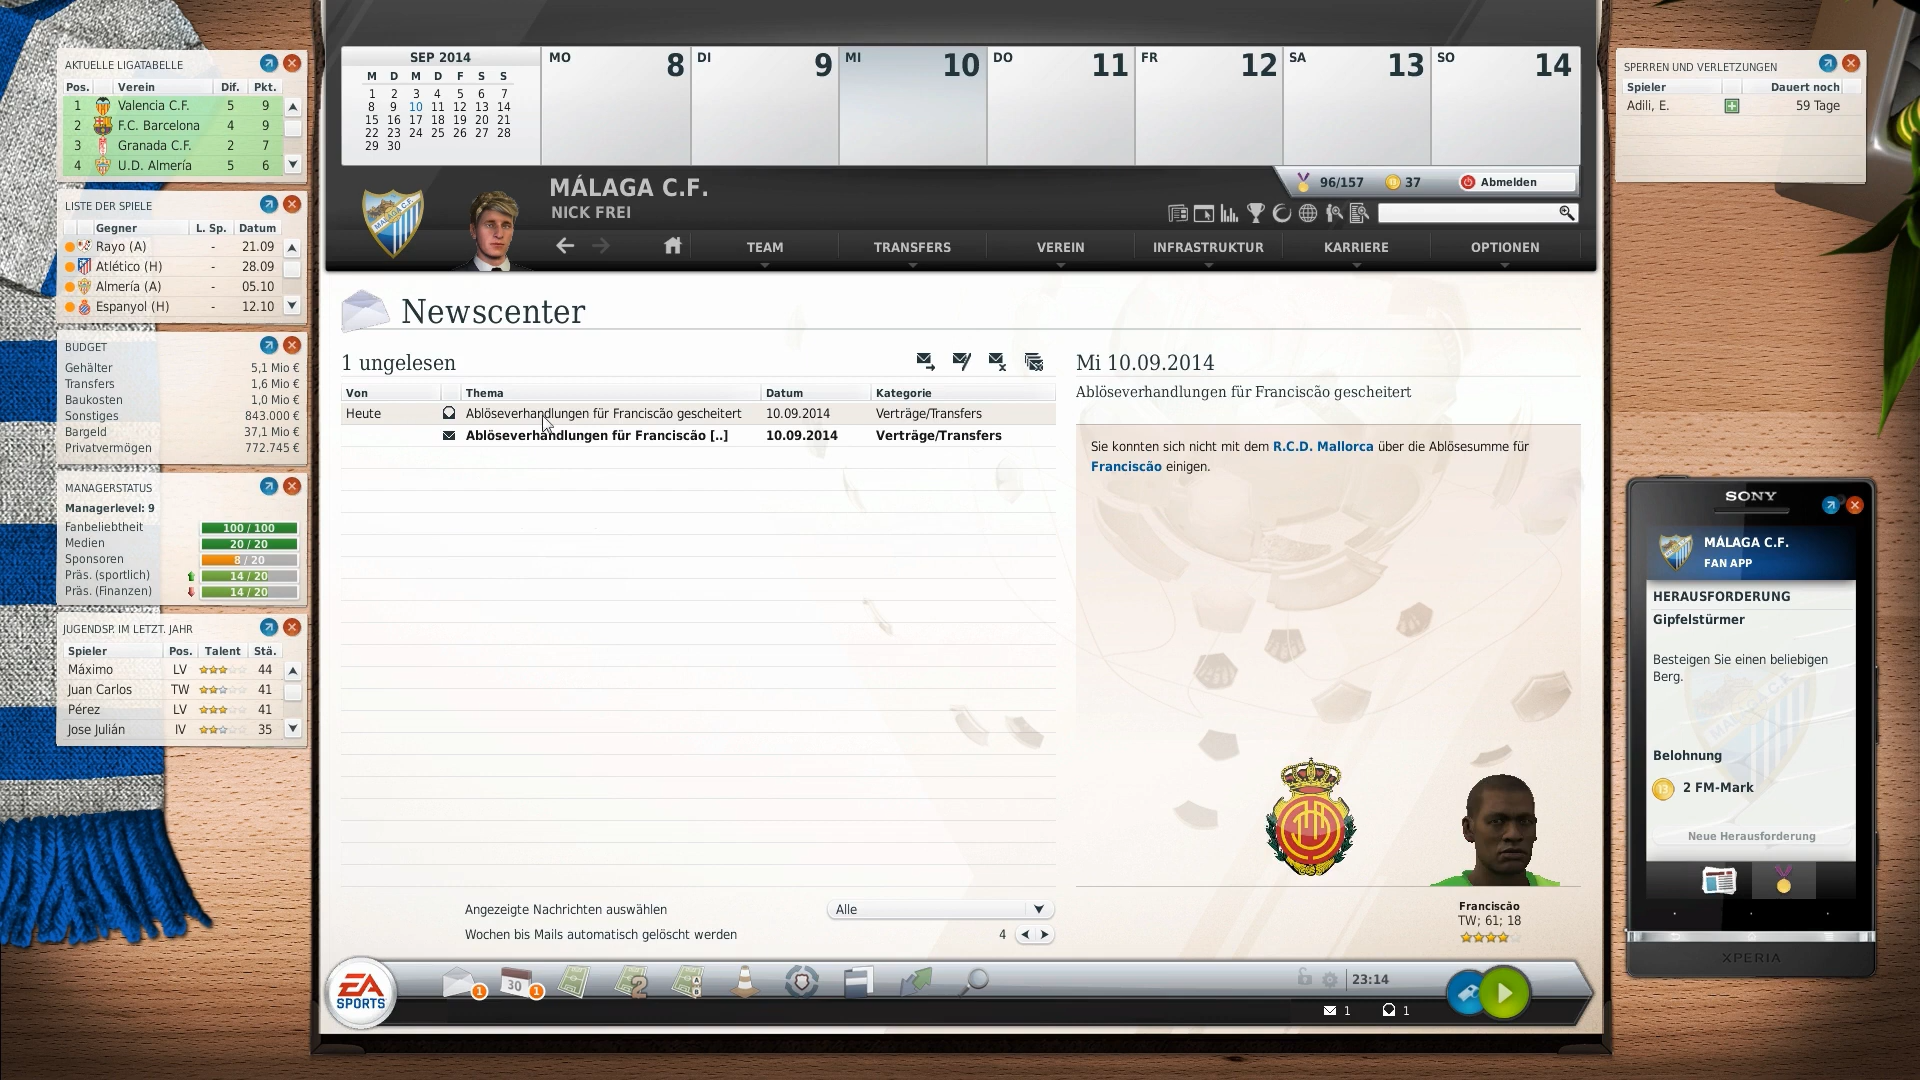 AKTUELLE LIGATABELLE
Pos. Verein Dif. Pkt.
1 Valencia C.F. 5 9
2 F.C. Barcelona 4 9
3 Granada C.F. 2 7
4 U.D. Almería 5 6
LISTE DER SPIELE
Gegner L. Sp. Datum
Rayo (A) - 21.09
Atlético (H) - 28.09
Almería (A) - 05.10
Espanyol (H) - 12.10
BUDGET
Gehälter 5,1 Mio €
Transfers 1,6 Mio €
Baukosten 1,0 Mio €
Sonstiges 843.000 €
Bargeld 37,1 Mio €
Privatvermögen 772.745 €
MANAGERSTATUS
Managerlevel: 9
Fanbeliebtheit 100 / 100
Medien 20 / 20
Sponsoren 8 / 20
Präs. (sportlich) 14 / 20
Präs. (Finanzen) 14 / 20
JUGENDSP. IM LETZT. JAHR
Spieler Pos. Talent Stä.
Máximo LV 44
Juan Carlos TW 41
Pérez LV 41
Jose Julián IV 35
SEP 2014
M D M D F S S
1 2 3 4 5 6 7
8 9 10 11 12 13 14
15 16 17 18 19 20 21
22 23 24 25 26 27 28
29 30
MO 8 DI 9 MI 10 DO 11 FR 12 SA 13 SO 14
MÁLAGA C.F.
NICK FREI
96/157 37 Abmelden
TEAM TRANSFERS VEREIN INFRASTRUKTUR KARRIERE OPTIONEN
Newscenter
1 ungelesen
Von Thema Datum Kategorie
Heute Ablöseverhandlungen für Franciscão gescheitert 10.09.2014 Verträge/Transfers
Ablöseverhandlungen für Franciscão [..] 10.09.2014 Verträge/Transfers
Mi 10.09.2014
Ablöseverhandlungen für Franciscão gescheitert
Sie konnten sich nicht mit dem R.C.D. Mallorca über die Ablösesumme für
Franciscão einigen.
Franciscão
TW; 61; 18
Angezeigte Nachrichten auswählen Alle
Wochen bis Mails automatisch gelöscht werden 4
EA
SPORTS
1
30
1
2
23:14
1 1
SPERREN UND VERLETZUNGEN
Spieler Dauert noch
Adili, E. 59 Tage
SONY
MÁLAGA C.F.
FAN APP
HERAUSFORDERUNG
Gipfelstürmer
Besteigen Sie einen beliebigen
Berg.
Belohnung
13 2 FM-Mark
Neue Herausforderung
XPERIA